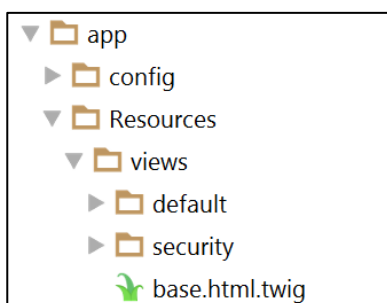 app
config
Resources
views
default
security
base.html.twig